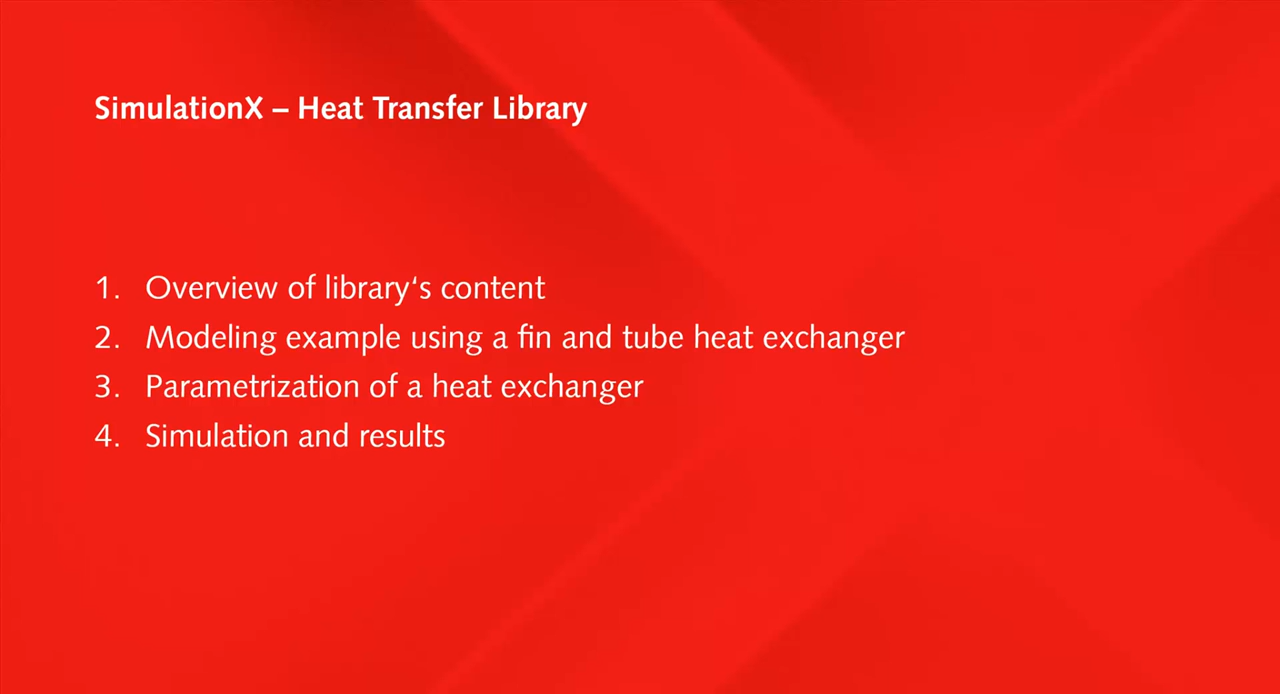 SimulationX – Heat Transfer Library
1. Overview of library‘s content
2. Modeling example using a fin and tube heat exchanger
3. Parametrization of a heat exchanger
4. Simulation and results